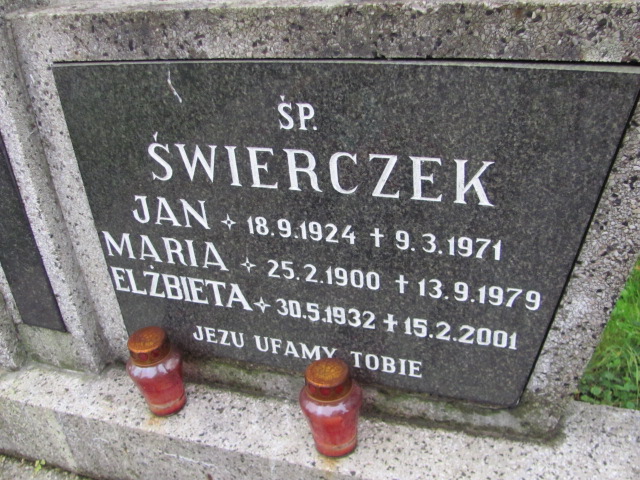 ŚP.
ŚWIERCZEK
JAN ✧ 18.9.1924 ✝ 9.3.1971
MARIA ✧ 25.2.1900 ✝ 13.9.1979
ELŻBIETA ✧ 30.5.1932 ✝ 15.2.2001
JEZU UFAMY TOBIE